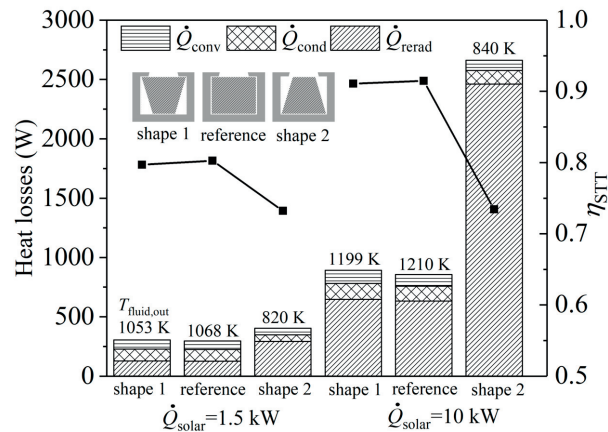 3000
2500
2000
1500
1000
500
0
Heat losses (W)
Q̇conv
Q̇cond
Q̇rerad
shape 1
reference
shape 2
Tfluid,out
1053 K
1068 K
820 K
1199 K
1210 K
840 K
1.0
0.9
0.8
0.7
0.6
0.5
ηSTT
shape 1 reference shape 2 shape 1 reference shape 2
Q̇solar=1.5 kW Q̇solar=10 kW